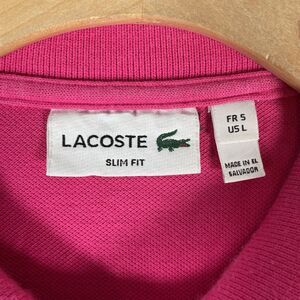 LACOSTE
SLIM FIT
FR 5
US L
MADE IN EL
SALVADOR